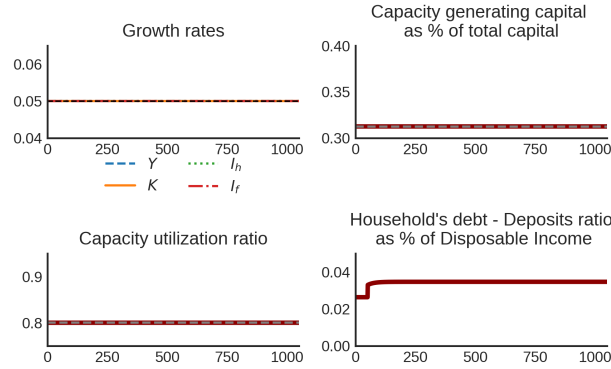 Growth rates
0.06
0.05
0.04
0 250 500 750 1000
Y
K
I_h
I_f
Capacity generating capital
as % of total capital
0.40
0.35
0.30
0 250 500 750 1000
Capacity utilization ratio
0.9
0.8
0 250 500 750 1000
Household's debt - Deposits ratio
as % of Disposable Income
0.04
0.02
0.00
0 250 500 750 1000